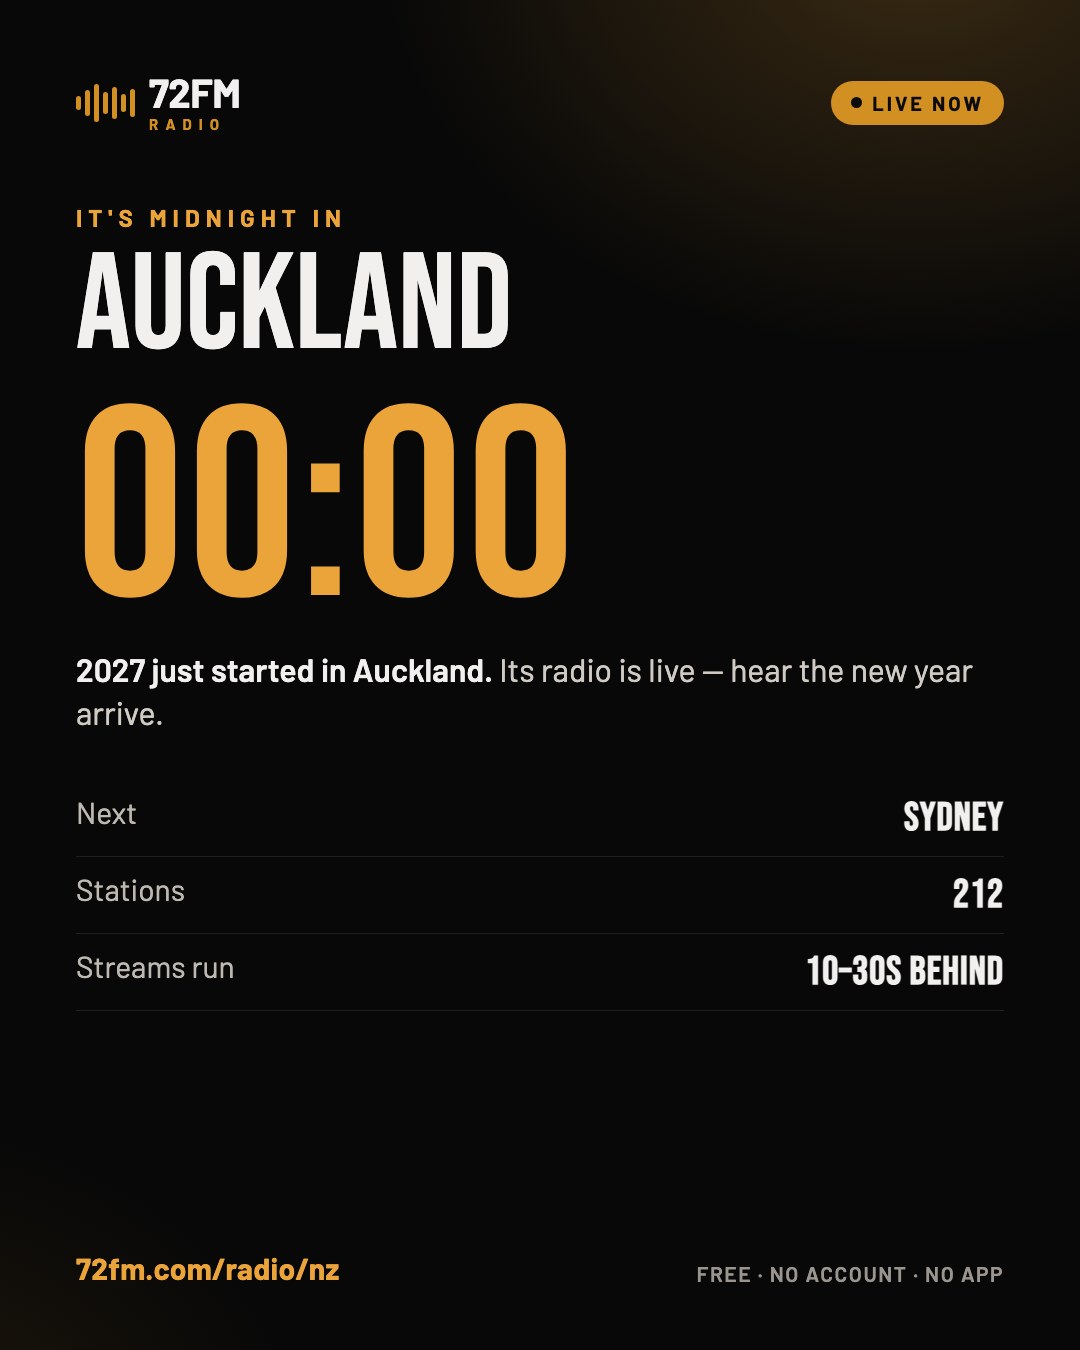 72FM
RADIO
LIVE NOW
IT'S MIDNIGHT IN
AUCKLAND
00:00
2027 just started in Auckland. Its radio is live — hear the new year
arrive.
Next
SYDNEY
Stations
212
Streams run
10–30S BEHIND
72fm.com/radio/nz
FREE · NO ACCOUNT · NO APP